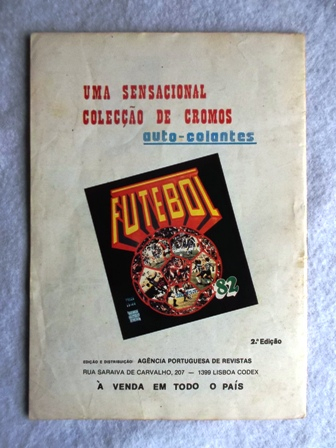 UMA SENSACIONAL
COLECÇÃO DE CROMOS
auto-colantes
FUTEBOL
82
2.ª Edição
EDIÇÃO E DISTRIBUIÇÃO: AGÊNCIA PORTUGUESA DE REVISTAS
RUA SARAIVA DE CARVALHO, 207 — 1399 LISBOA CODEX
À VENDA EM TODO O PAÍS